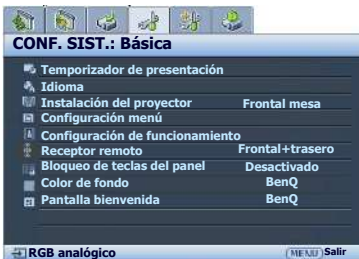 CONF. SIST.: Básica
Temporizador de presentación
Idioma
Instalación del proyector Frontal mesa
Configuración menú
Configuración de funcionamiento
Receptor remoto Frontal+trasero
Bloqueo de teclas del panel Desactivado
Color de fondo BenQ
Pantalla bienvenida BenQ
RGB analógico MENU Salir